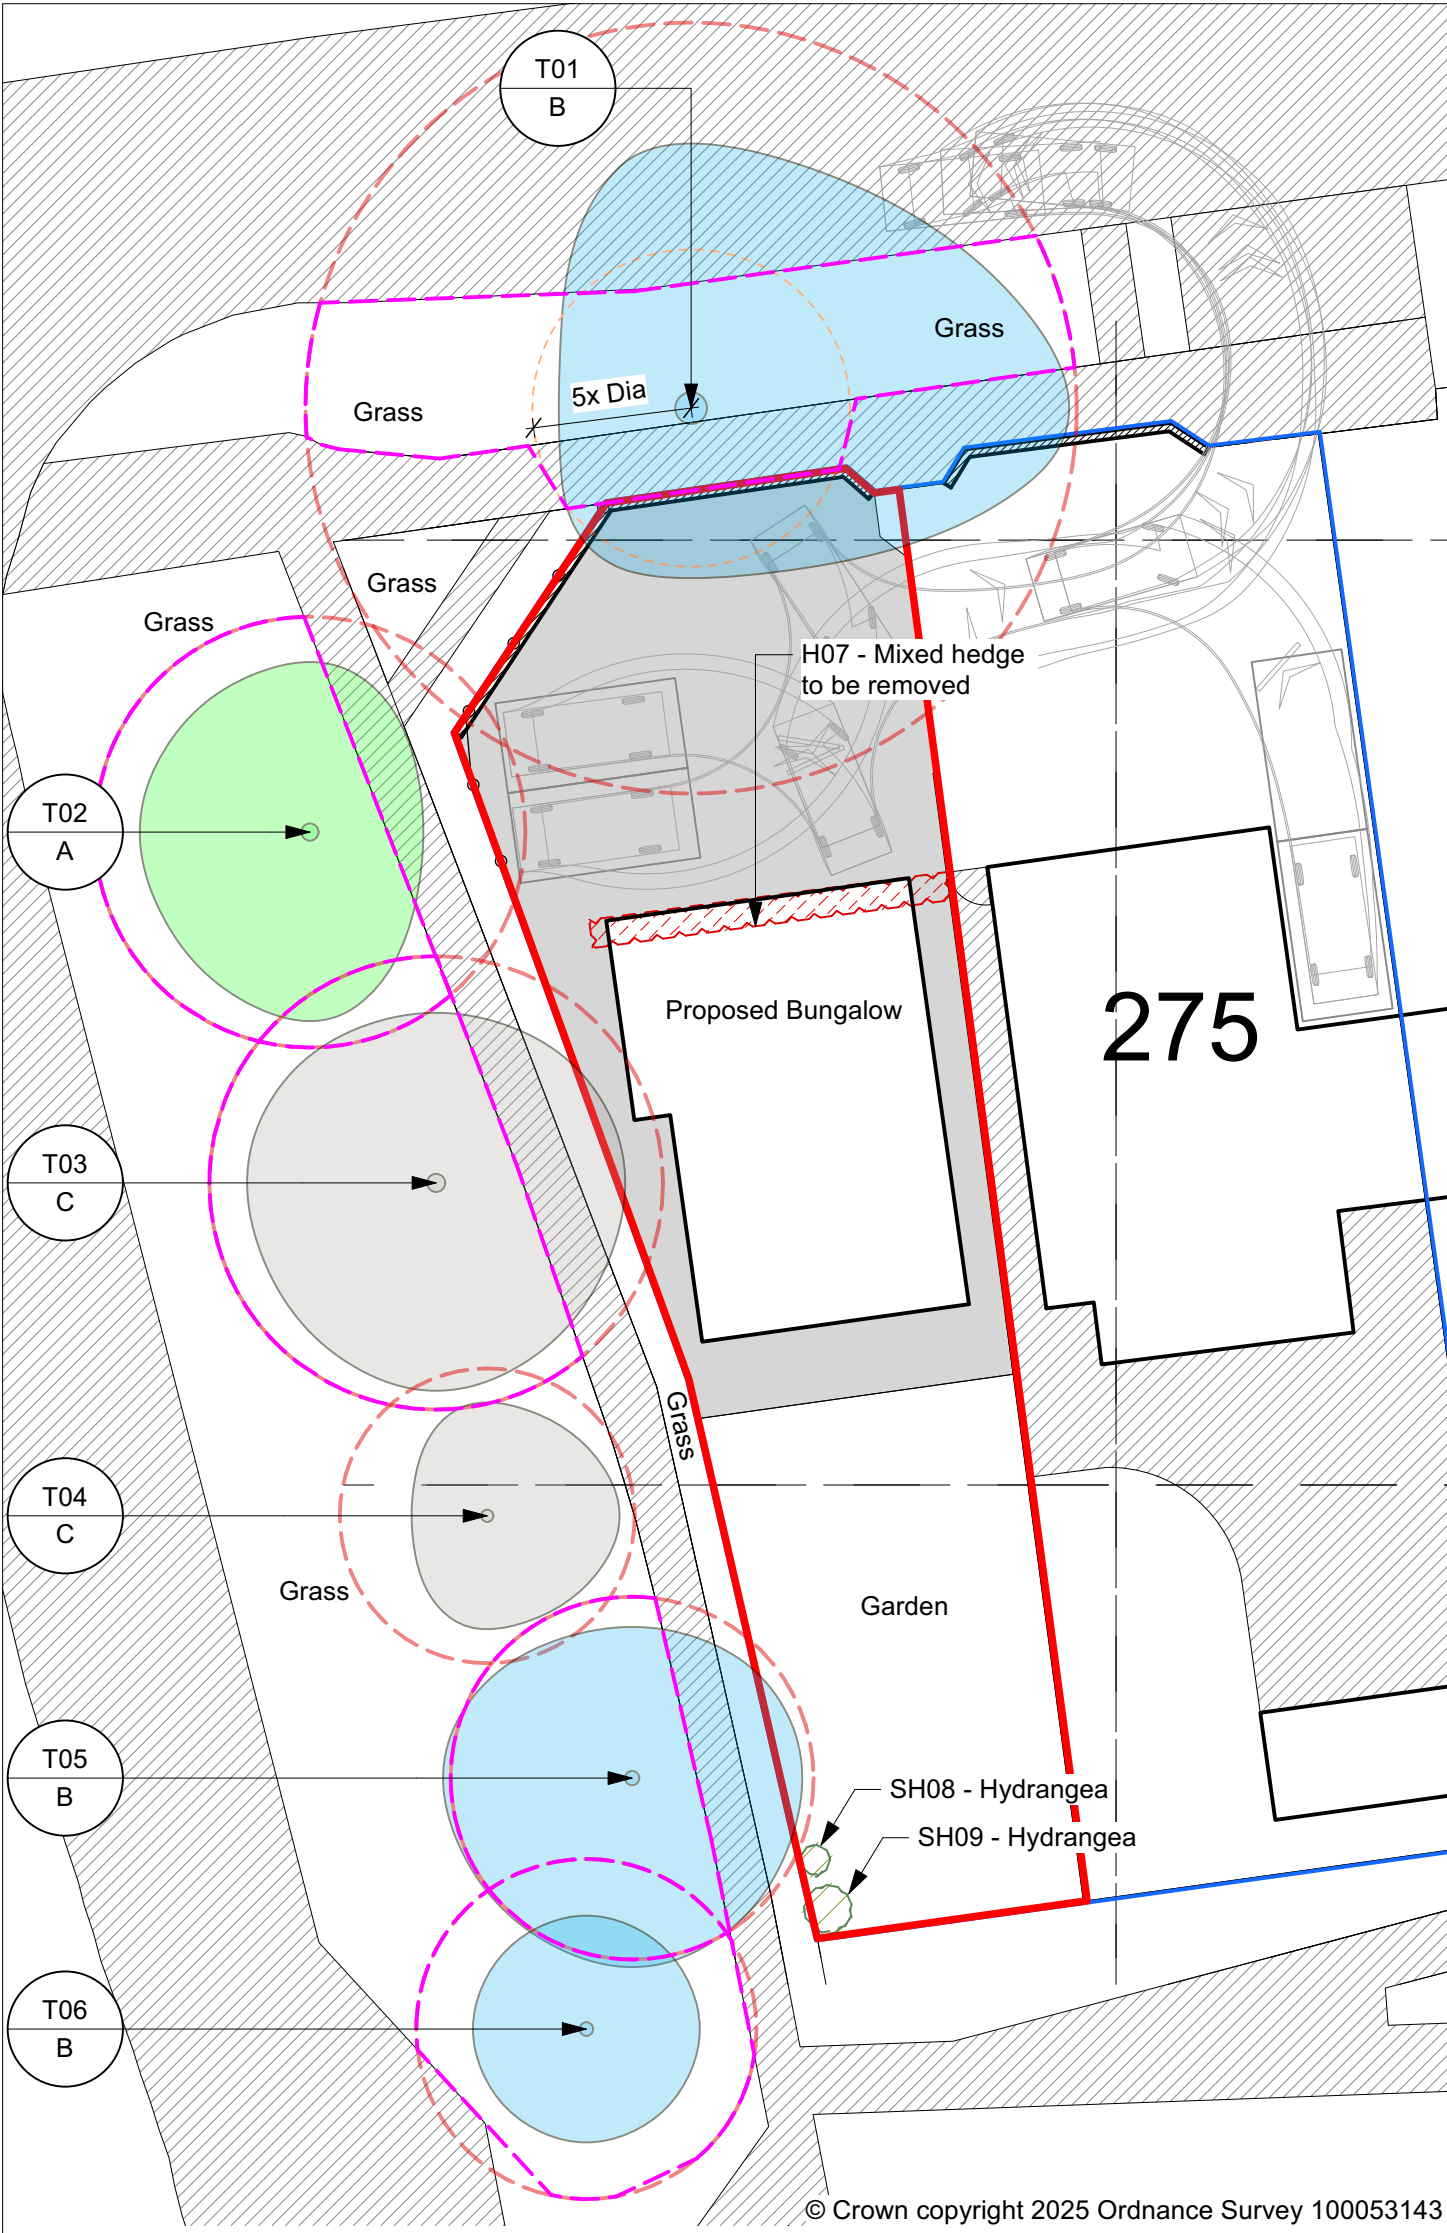 T01
B
Grass
5x Dia
Grass
Grass
Grass
H07 - Mixed hedge
to be removed
T02
A
Proposed Bungalow
275
T03
C
Grass
T04
C
Grass
Garden
T05
B
SH08 - Hydrangea
SH09 - Hydrangea
T06
B
© Crown copyright 2025 Ordnance Survey 100053143